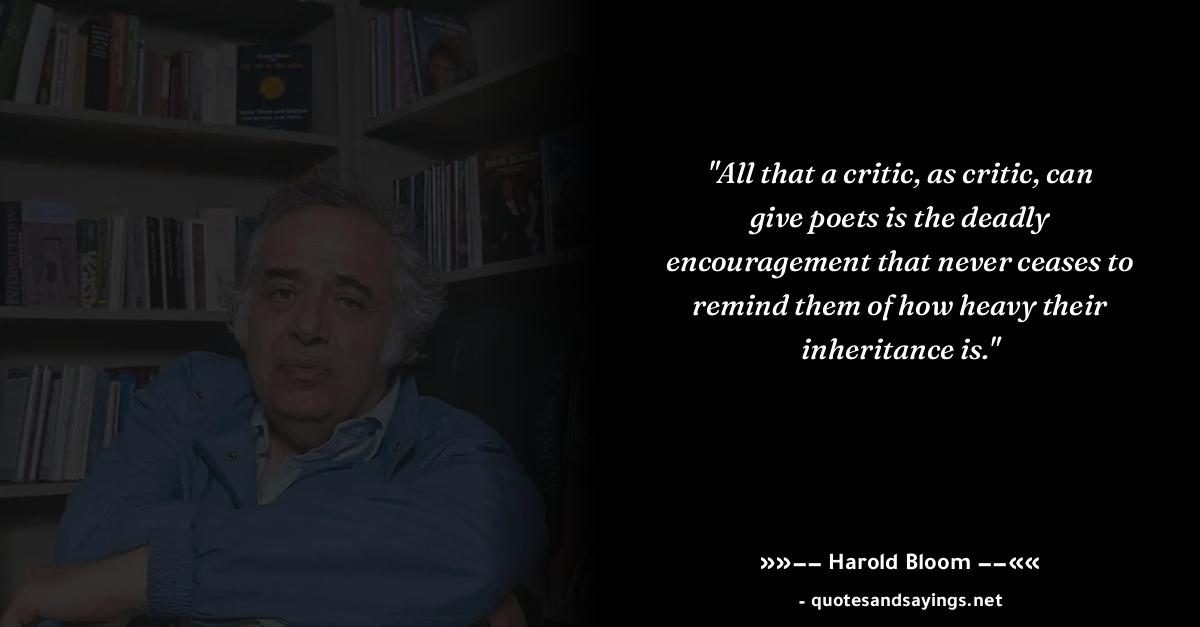 "All that a critic, as critic, can
give poets is the deadly
encouragement that never ceases to
remind them of how heavy their
inheritance is."
»»−− Harold Bloom −−««
- quotesandsayings.net